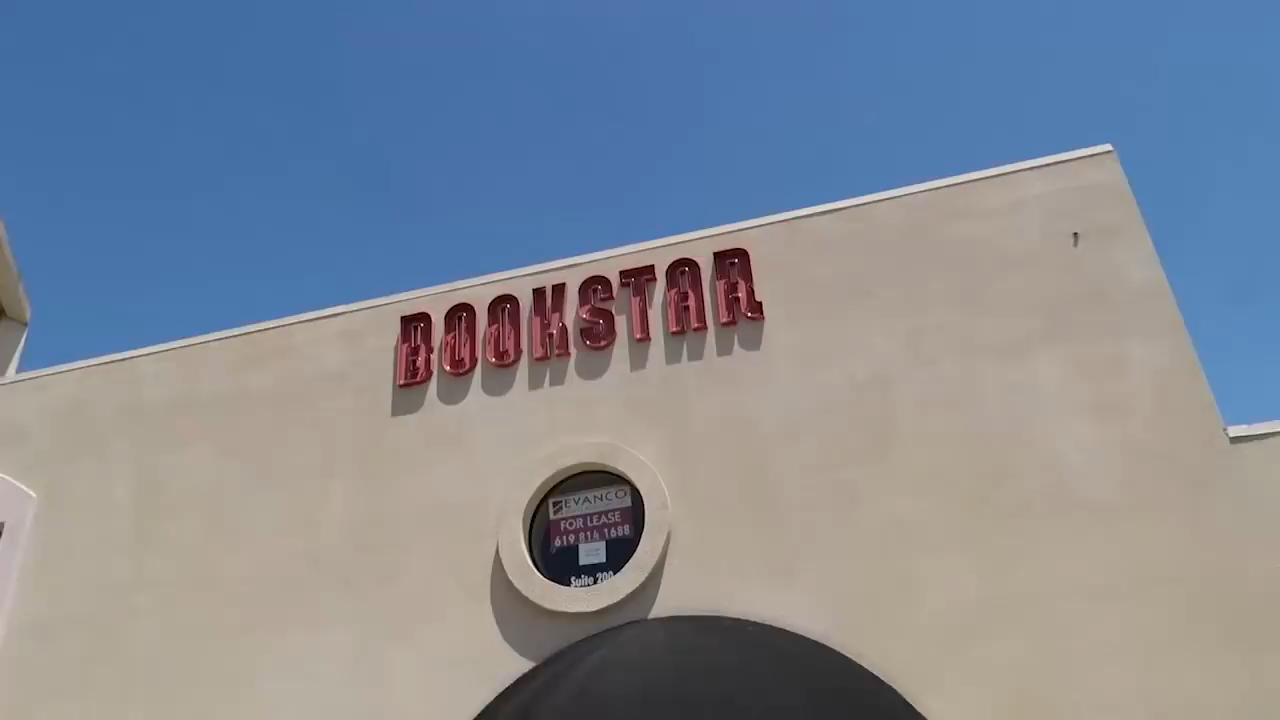 BOOKSTAR
EVANCO
FOR LEASE
619 814 1688
Suite 200